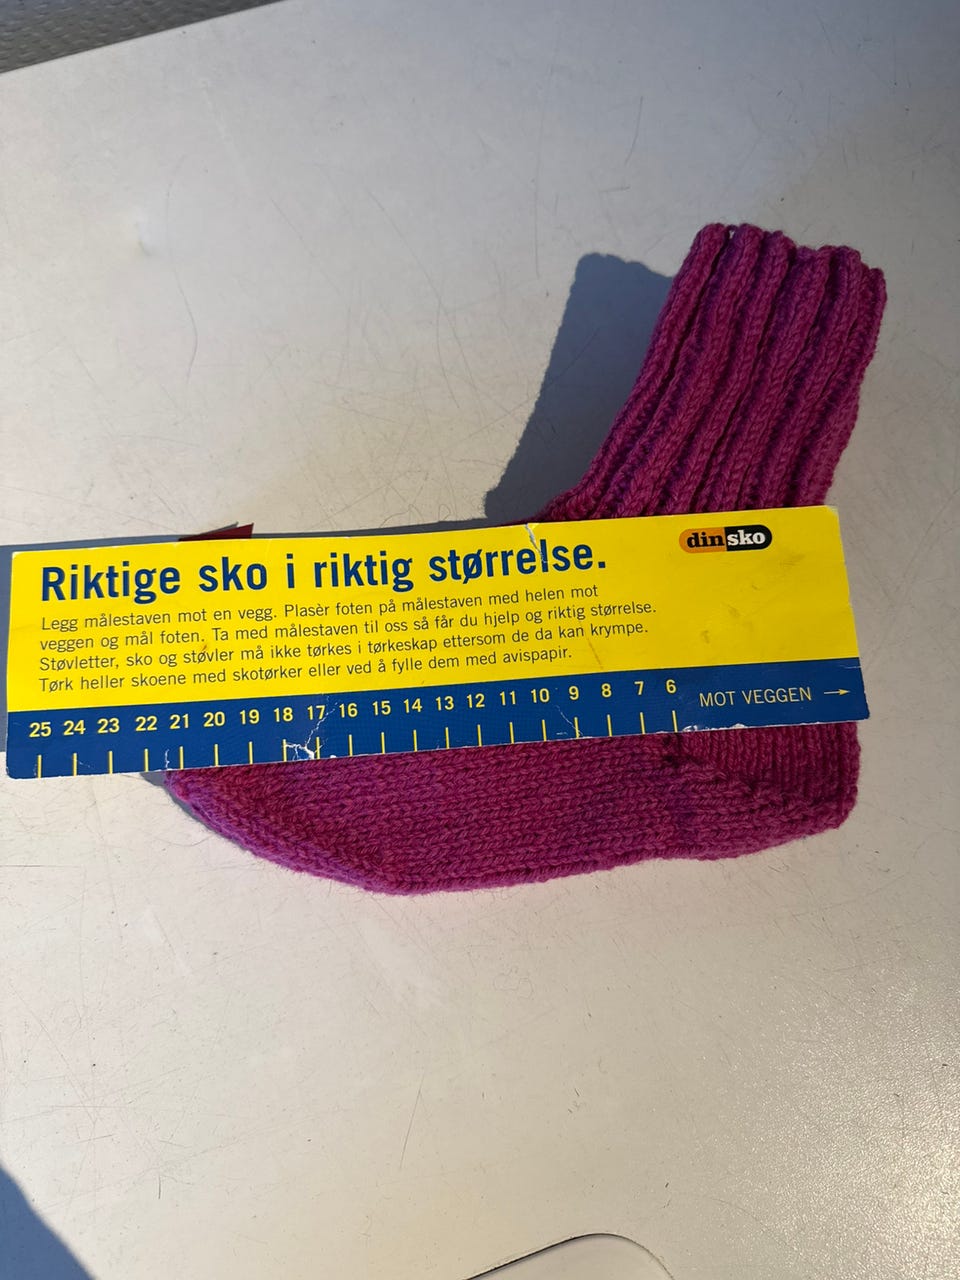 Riktige sko i riktig størrelse.
dinsko
Legg målestaven mot en vegg. Plasèr foten på målestaven med helen mot
veggen og mål foten. Ta med målestaven til oss så får du hjelp og riktig størrelse.
Støvletter, sko og støvler må ikke tørkes i tørkeskap ettersom de da kan krympe.
Tørk heller skoene med skotørker eller ved å fylle dem med avispapir.
25 24 23 22 21 20 19 18 17 16 15 14 13 12 11 10 9 8 7 6 MOT VEGGEN →